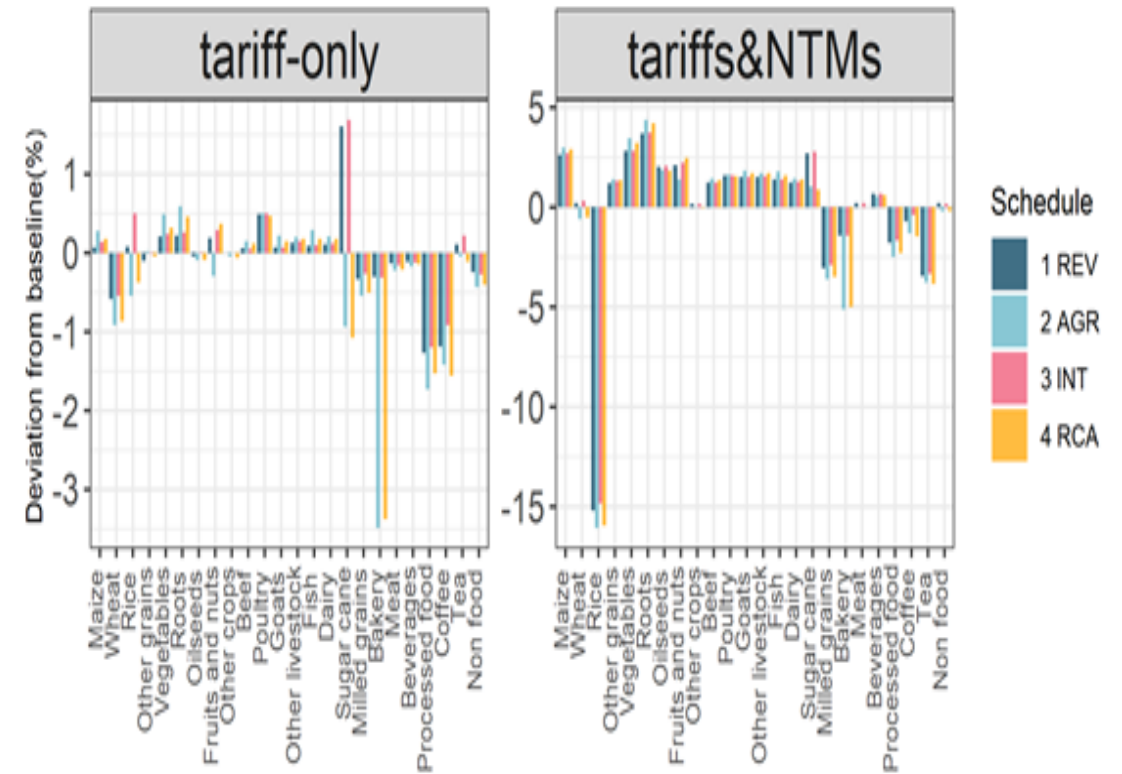 tariff-only
tariffs&NTMs
Deviation from baseline(%)
1
0
-1
-2
-3
5
0
-5
-10
-15
Maize
Wheat
Rice
Other grains
Vegetables
Roots
Oilseeds
Fruits and nuts
Other crops
Beef
Poultry
Goats
Other livestock
Fish
Dairy
Sugar cane
Milled grains
Bakery
Meat
Beverages
Processed food
Coffee
Tea
Non food
Maize
Wheat
Rice
Other grains
Vegetables
Roots
Oilseeds
Fruits and nuts
Other crops
Beef
Poultry
Goats
Other livestock
Fish
Dairy
Sugar cane
Milled grains
Bakery
Meat
Beverages
Processed food
Coffee
Tea
Non food
Schedule
1 REV
2 AGR
3 INT
4 RCA